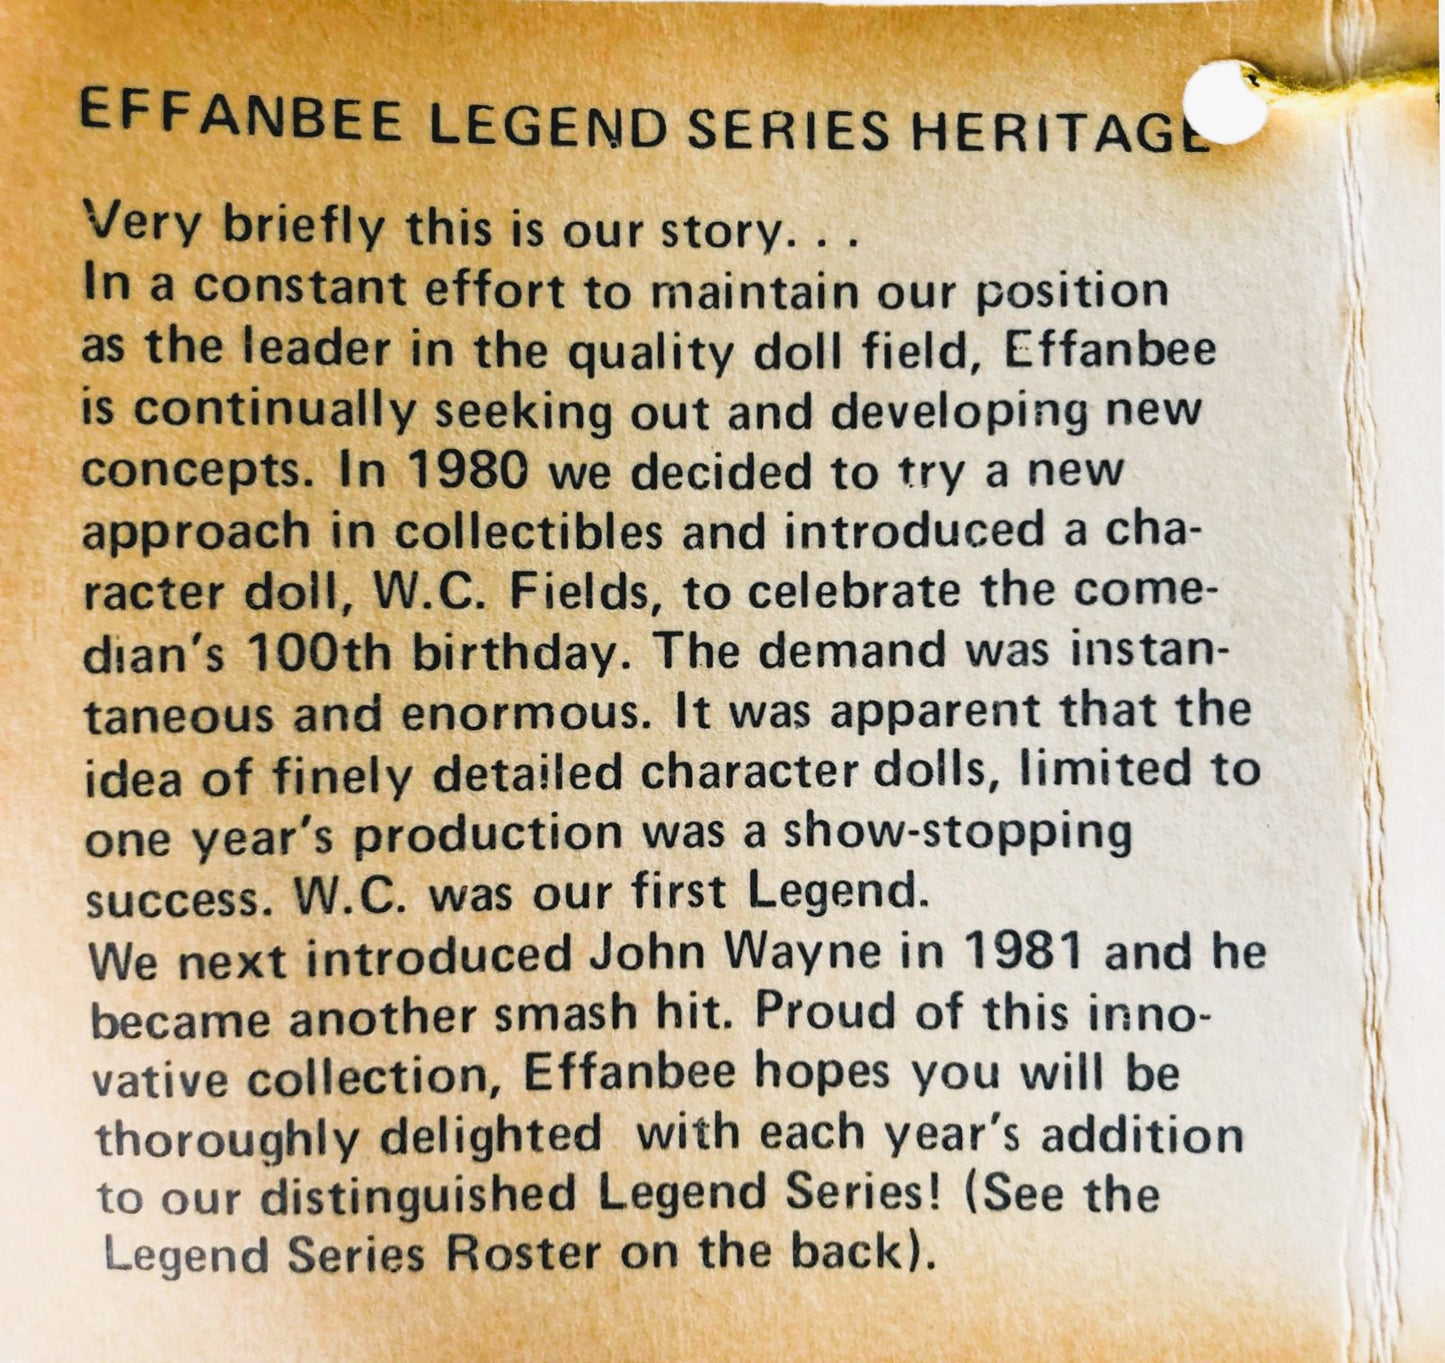 EFFANBEE LEGEND SERIES HERITAGE
Very briefly this is our story. . .
In a constant effort to maintain our position
as the leader in the quality doll field, Effanbee
is continually seeking out and developing new
concepts. In 1980 we decided to try a new
approach in collectibles and introduced a cha-
racter doll, W.C. Fields, to celebrate the come-
dian's 100th birthday. The demand was instan-
taneous and enormous. It was apparent that the
idea of finely detailed character dolls, limited to
one year's production was a show-stopping
success. W.C. was our first Legend.
We next introduced John Wayne in 1981 and he
became another smash hit. Proud of this inno-
vative collection, Effanbee hopes you will be
thoroughly delighted with each year's addition
to our distinguished Legend Series! (See the
Legend Series Roster on the back).